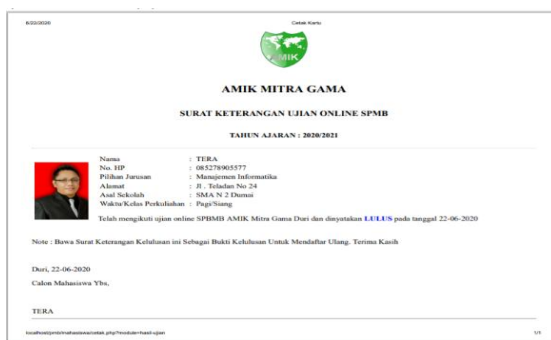 6/22/2020 Cetak Kartu
AMIK
AMIK MITRA GAMA
SURAT KETERANGAN UJIAN ONLINE SPMB
TAHUN AJARAN : 2020/2021
Nama : TERA
No. HP : 085278905577
Pilihan Jurusan : Manajemen Informatika
Alamat : Jl . Teladan No 24
Asal Sekolah : SMA N 2 Dumai
Waktu/Kelas Perkuliahan : Pagi/Siang
Telah mengikuti ujian online SPBMB AMIK Mitra Gama Duri dan dinyatakan LULUS pada tanggal 22-06-2020
Note : Bawa Surat Keterangan Kelulusan ini Sebagai Bukti Kelulusan Untuk Mendaftar Ulang. Terima Kasih
Duri, 22-06-2020
Calon Mahasiswa Ybs,
TERA
localhost/pmb/mahasiswa/cetak.php?module=hasil-ujian 1/1